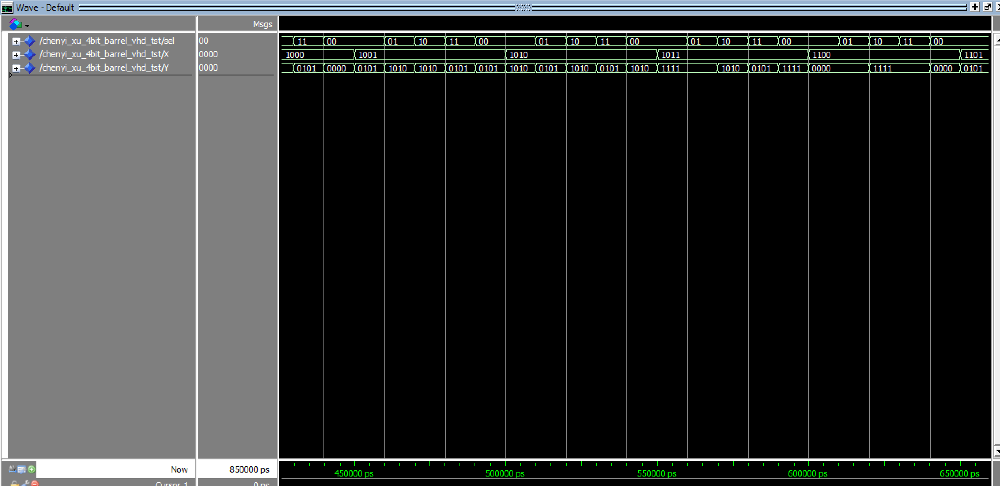 Wave - Default
Msgs
/chenyi_xu_4bit_barrel_vhd_tst/sel 00 11 00 01 10 11 00 01 10 11 00 01 10 11 00 01 10 11 00
/chenyi_xu_4bit_barrel_vhd_tst/X 0000 1000 1001 1010 1011 1100 1101
/chenyi_xu_4bit_barrel_vhd_tst/Y 0000 0101 0000 0101 1010 1010 0101 0101 1010 0101 1010 0101 1010 1111 1010 0101 1111 0000 1111 0000 0101
Now 850000 ps 450000 ps 500000 ps 550000 ps 600000 ps 650000 ps
Cursor 1 0 ps